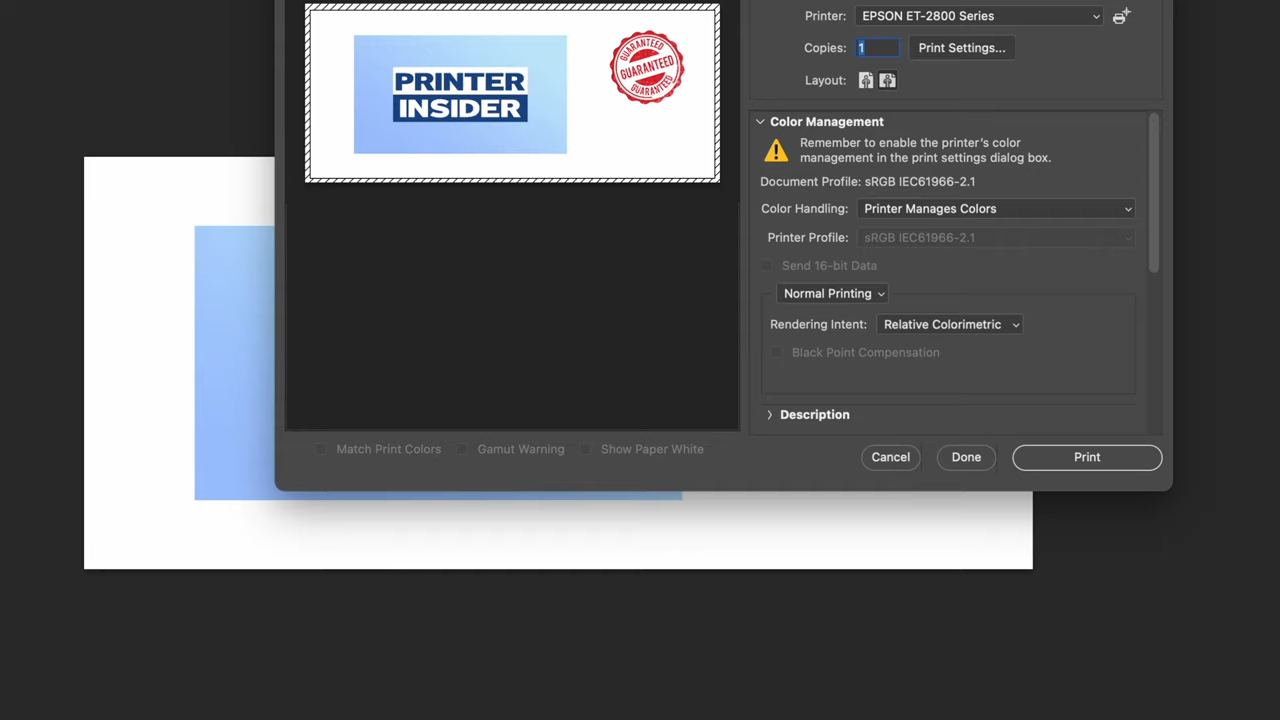 PRINTER
INSIDER
GUARANTEED
GUARANTEED
GUARANTEED
Printer: EPSON ET-2800 Series
Copies: 1 Print Settings...
Layout:
Color Management
Remember to enable the printer's color
management in the print settings dialog box.
Document Profile: sRGB IEC61966-2.1
Color Handling: Printer Manages Colors
Printer Profile: sRGB IEC61966-2.1
Send 16-bit Data
Normal Printing
Rendering Intent: Relative Colorimetric
Black Point Compensation
Description
Match Print Colors Gamut Warning Show Paper White
Cancel Done Print